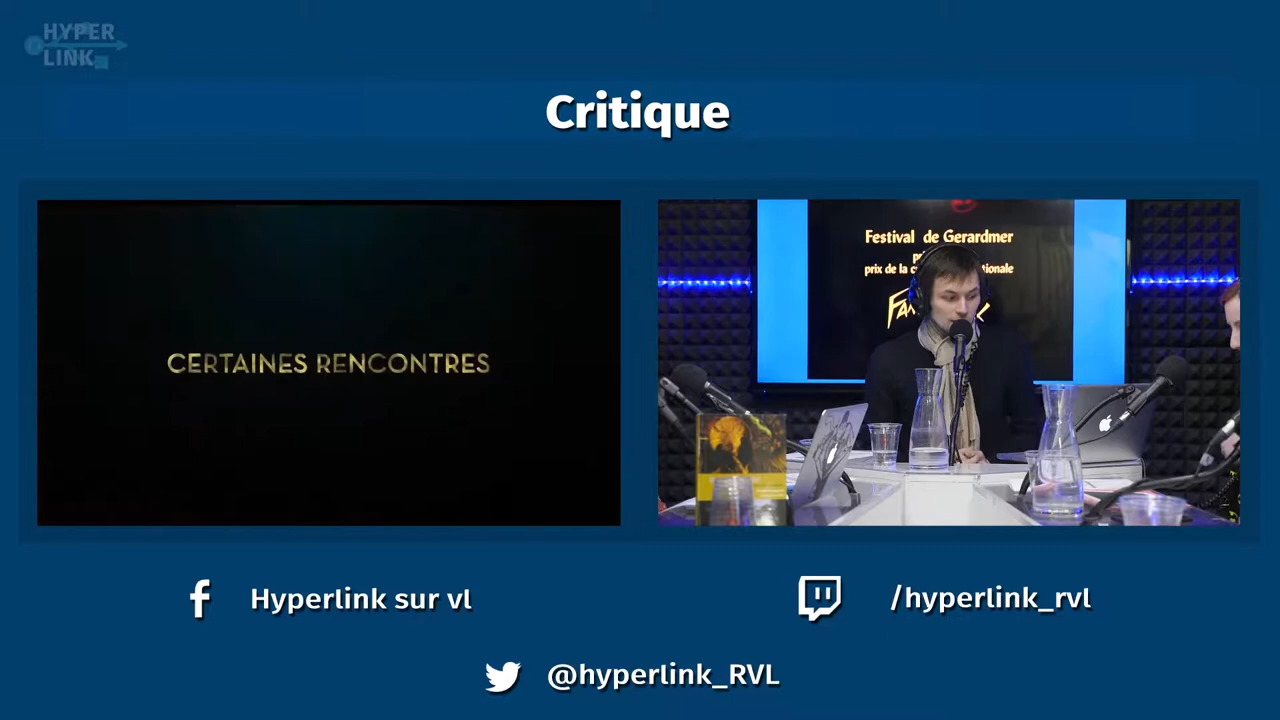 HYPER
LINK
Critique
CERTAINES RENCONTRES
Festival de Gerardmer
prix de la
Hyperlink sur vl
/hyperlink_rvl
@hyperlink_RVL